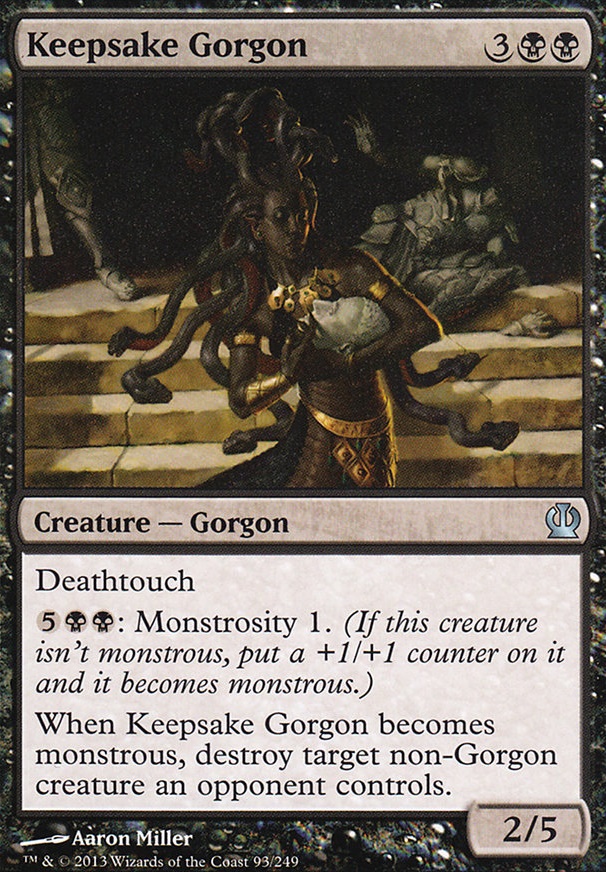 Keepsake Gorgon 3
Creature — Gorgon
Deathtouch
5: Monstrosity 1. (If this creature
isn't monstrous, put a +1/+1 counter on it
and it becomes monstrous.)
When Keepsake Gorgon becomes
monstrous, destroy target non-Gorgon
creature an opponent controls.
2/5
Aaron Miller
™ & © 2013 Wizards of the Coast 93/249